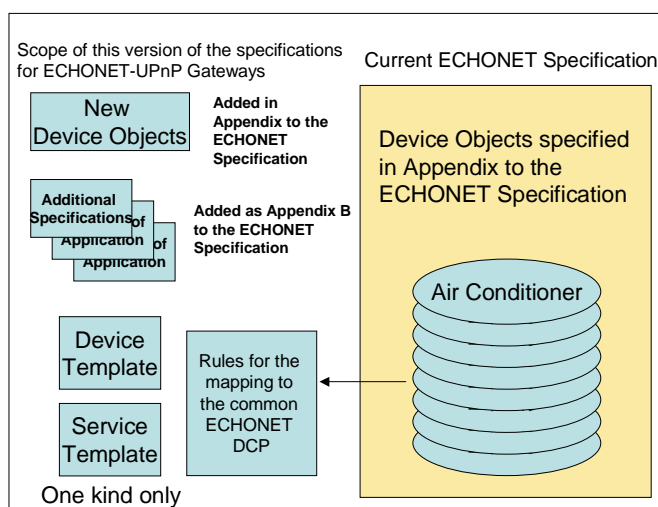 Scope of this version of the specifications
for ECHONET-UPnP Gateways
New
Device Objects
Added in
Appendix to the
ECHONET
Specification
Additional
Specifications
of
Application
of
Application
Added as Appendix B
to the ECHONET
Specification
Device
Template
Service
Template
One kind only
Rules for the
mapping to
the common
ECHONET
DCP
Current ECHONET Specification
Device Objects specified
in Appendix to the
ECHONET Specification
Air Conditioner